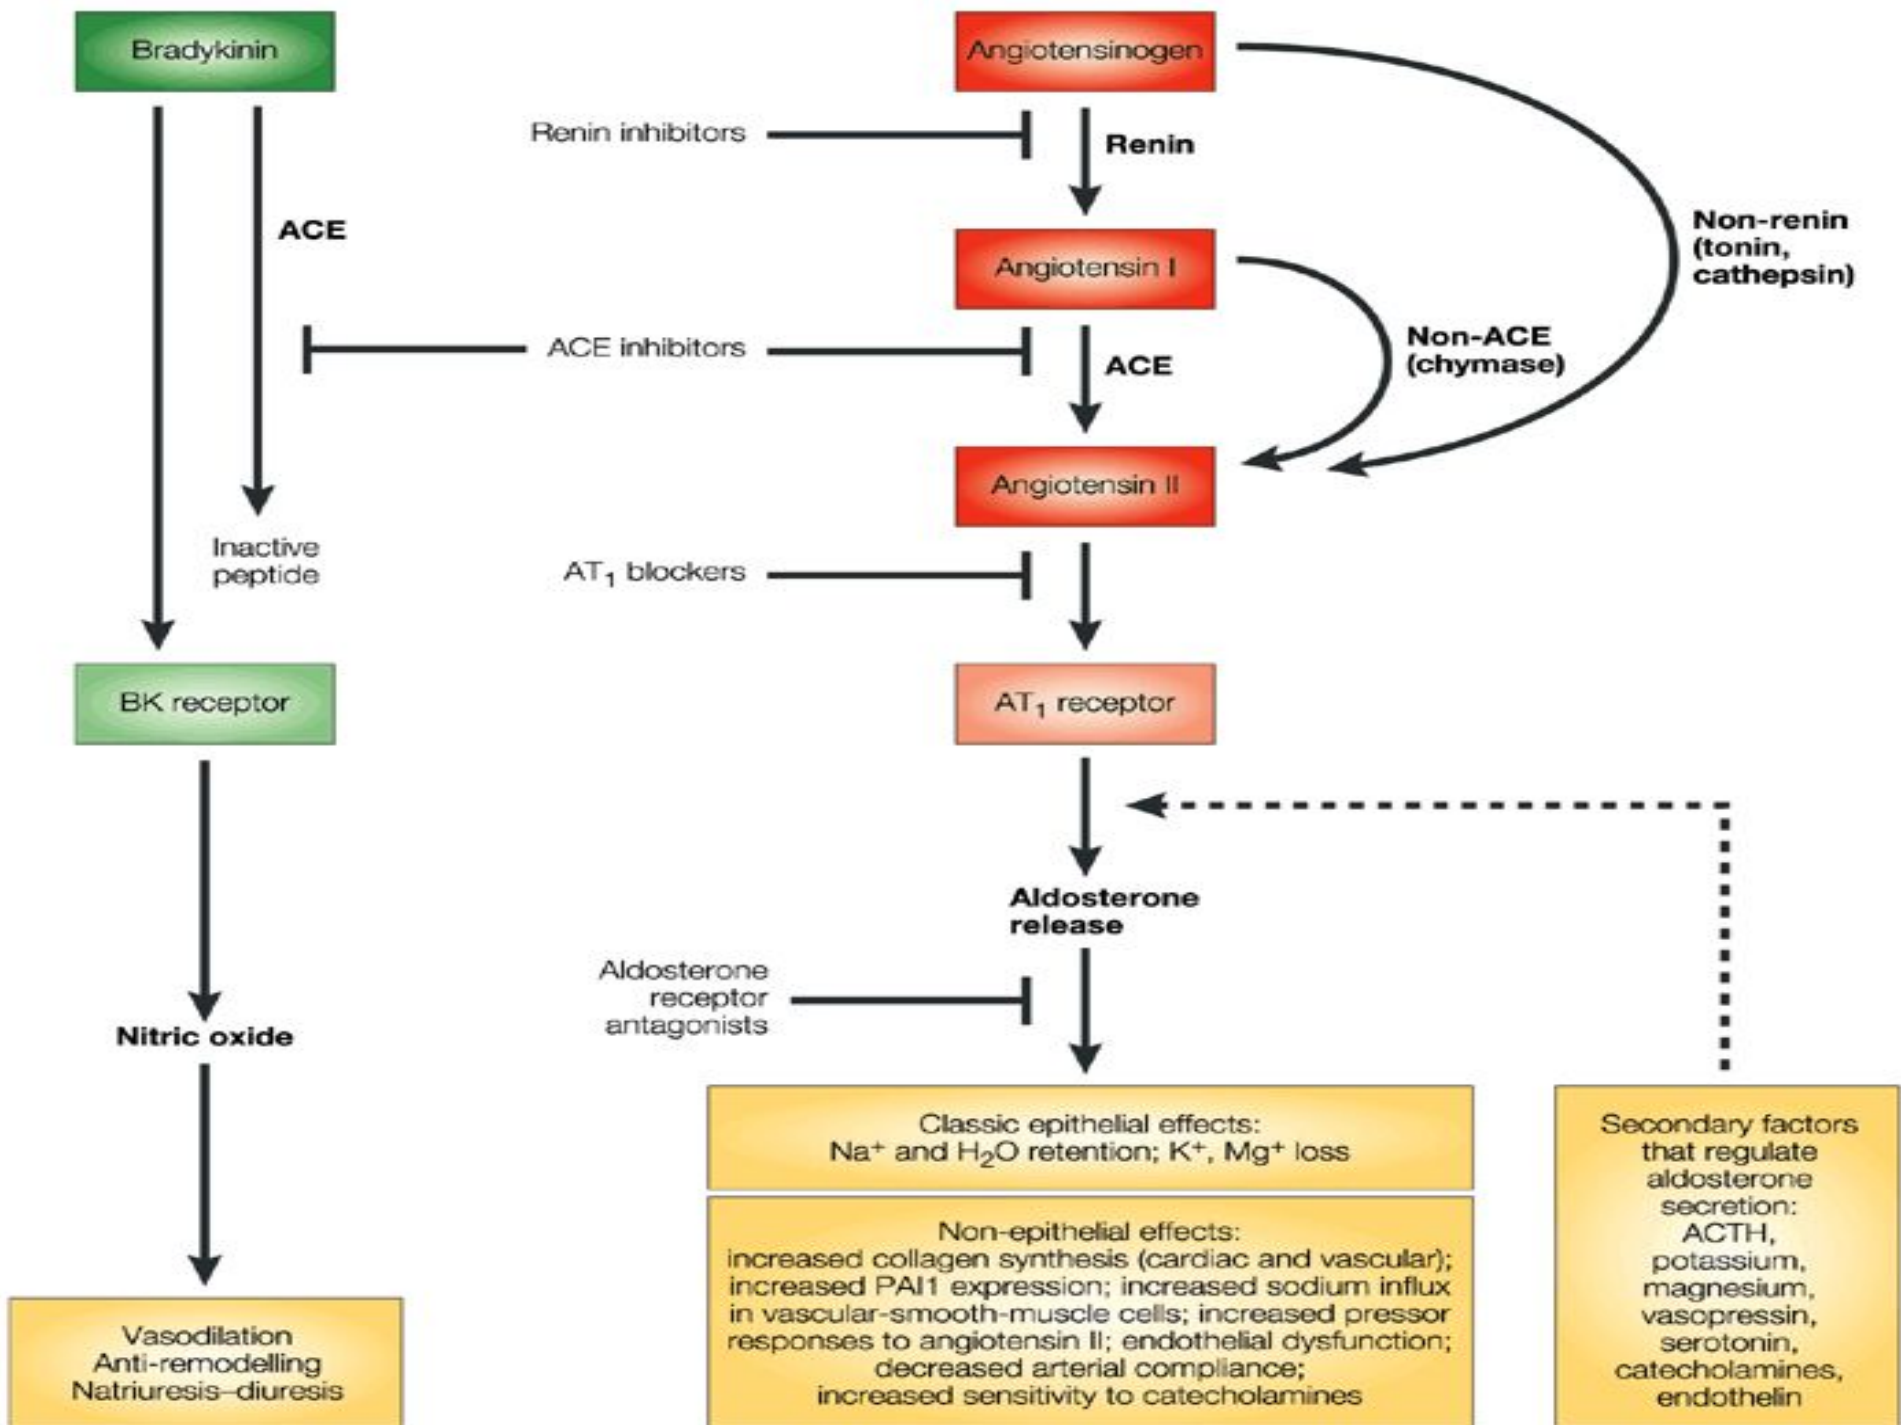 Bradykinin
Angiotensinogen
Renin inhibitors
Renin
ACE
Non-renin
(tonin,
cathepsin)
Angiotensin I
ACE inhibitors
ACE
Non-ACE
(chymase)
Angiotensin II
Inactive
peptide
AT₁ blockers
BK receptor
AT₁ receptor
Aldosterone
release
Aldosterone
receptor
antagonists
Nitric oxide
Classic epithelial effects:
Na⁺ and H₂O retention; K⁺, Mg⁺ loss
Non-epithelial effects:
increased collagen synthesis (cardiac and vascular);
increased PAI1 expression; increased sodium influx
in vascular-smooth-muscle cells; increased pressor
responses to angiotensin II; endothelial dysfunction;
decreased arterial compliance;
increased sensitivity to catecholamines
Secondary factors
that regulate
aldosterone
secretion:
ACTH,
potassium,
magnesium,
vasopressin,
serotonin,
catecholamines,
endothelin
Vasodilation
Anti-remodelling
Natriuresis–diuresis